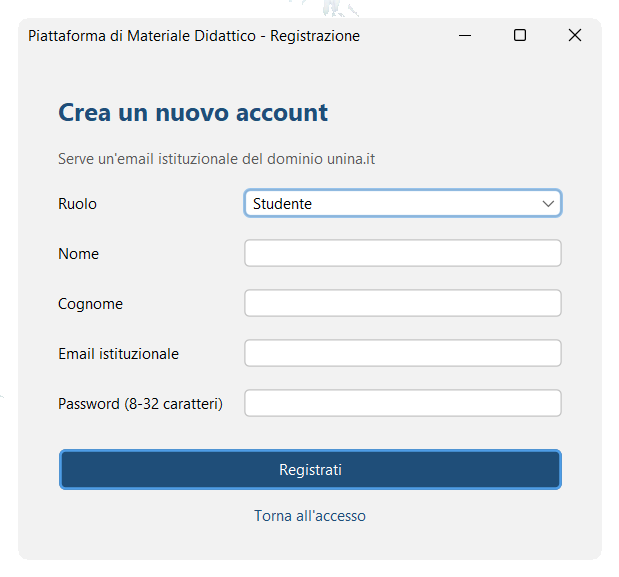 Piattaforma di Materiale Didattico - Registrazione
Crea un nuovo account
Serve un'email istituzionale del dominio unina.it
Ruolo
Studente
Nome
Cognome
Email istituzionale
Password (8-32 caratteri)
Registrati
Torna all'accesso